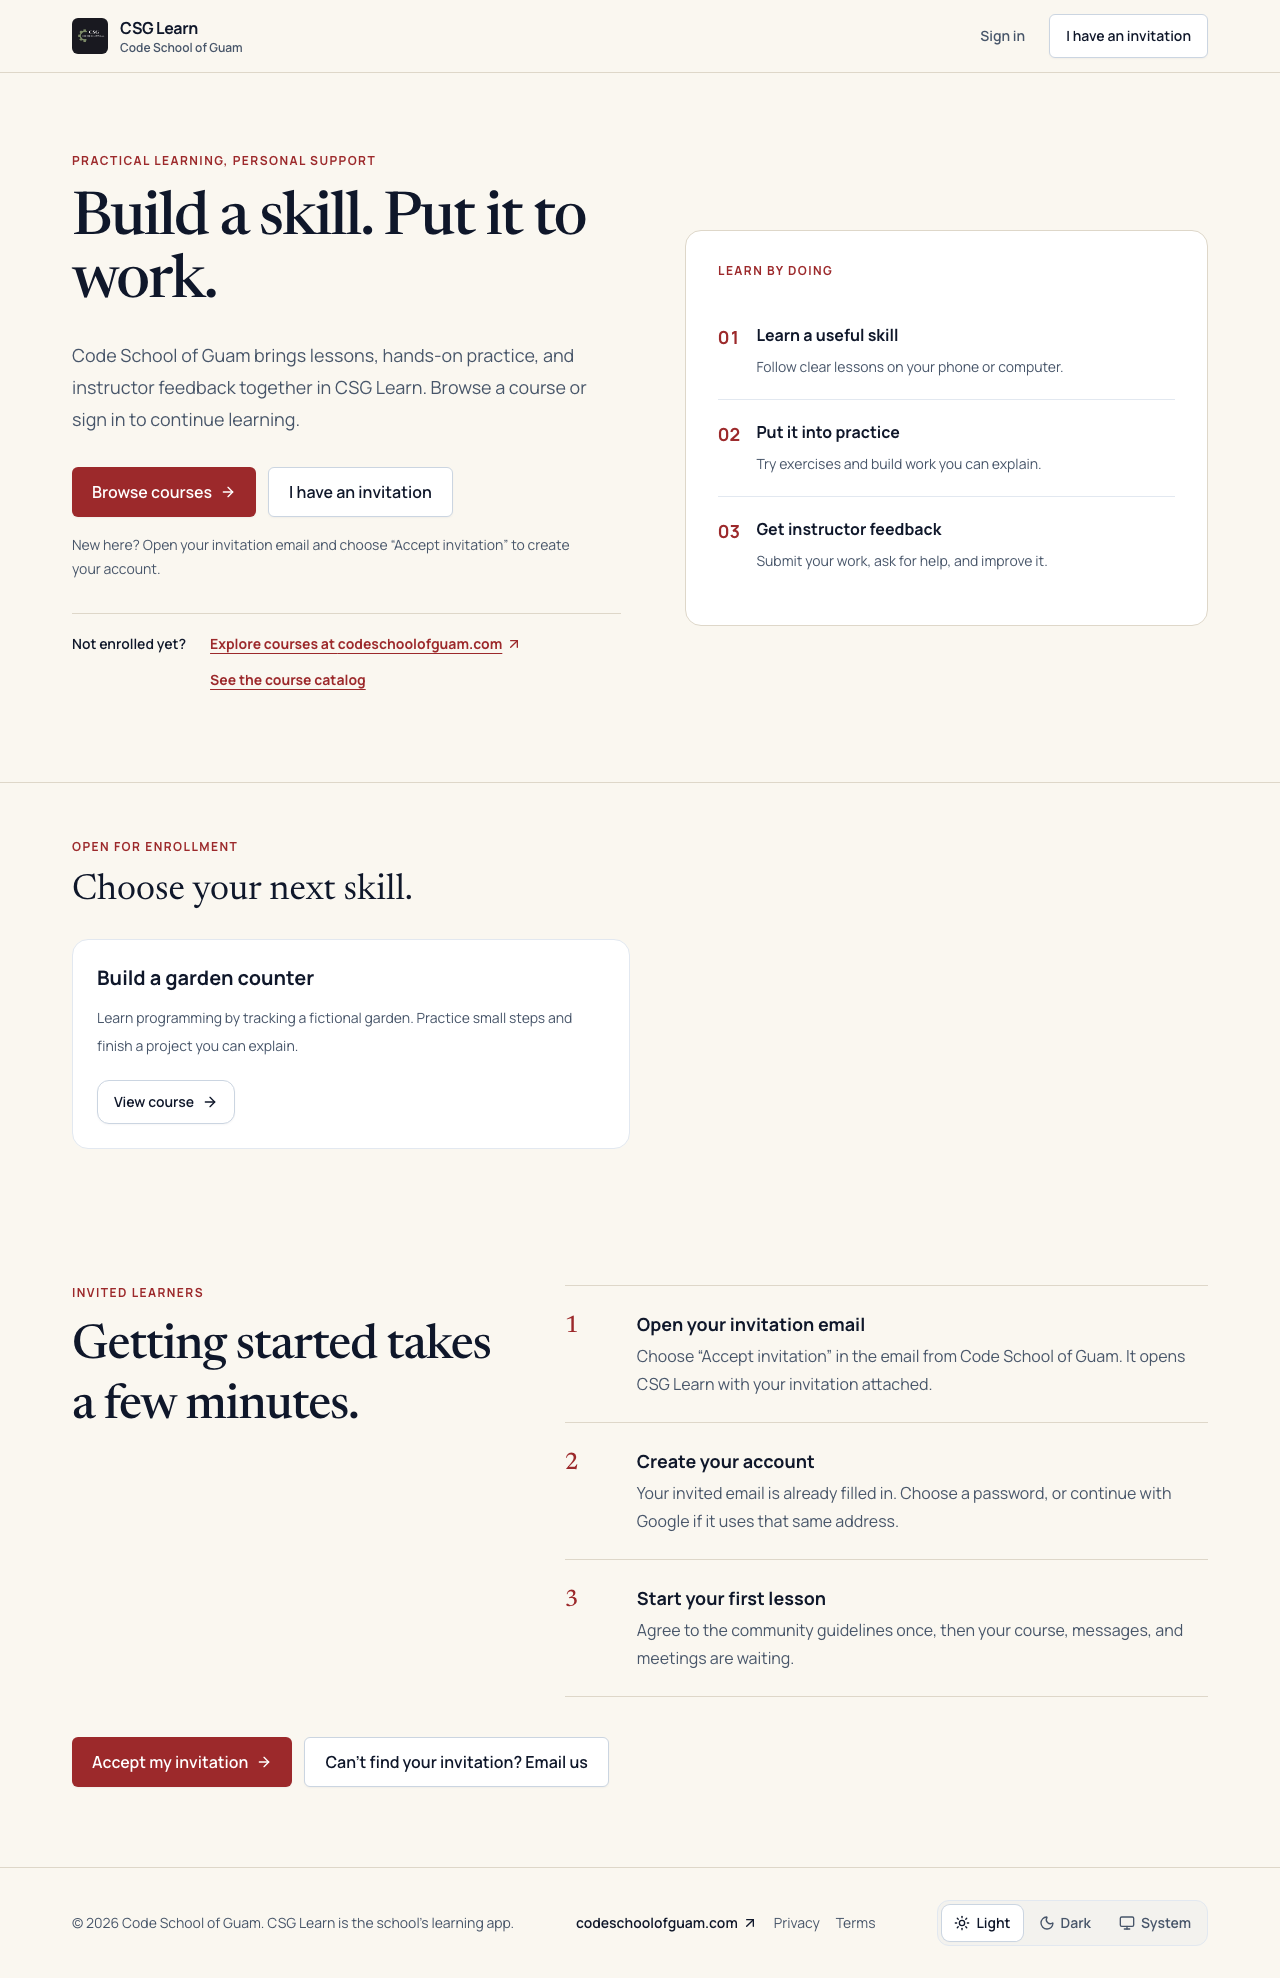 CSG Learn
Code School of Guam
Sign in
I have an invitation
PRACTICAL LEARNING, PERSONAL SUPPORT
Build a skill. Put it to
work.
Code School of Guam brings lessons, hands-on practice, and
instructor feedback together in CSG Learn. Browse a course or
sign in to continue learning.
Browse courses
I have an invitation
New here? Open your invitation email and choose “Accept invitation” to create
your account.
Not enrolled yet?
Explore courses at codeschoolofguam.com
See the course catalog
LEARN BY DOING
01
Learn a useful skill
Follow clear lessons on your phone or computer.
02
Put it into practice
Try exercises and build work you can explain.
03
Get instructor feedback
Submit your work, ask for help, and improve it.
OPEN FOR ENROLLMENT
Choose your next skill.
Build a garden counter
Learn programming by tracking a fictional garden. Practice small steps and
finish a project you can explain.
View course
INVITED LEARNERS
Getting started takes
a few minutes.
1
Open your invitation email
Choose “Accept invitation” in the email from Code School of Guam. It opens
CSG Learn with your invitation attached.
2
Create your account
Your invited email is already filled in. Choose a password, or continue with
Google if it uses that same address.
3
Start your first lesson
Agree to the community guidelines once, then your course, messages, and
meetings are waiting.
Accept my invitation
Can’t find your invitation? Email us
© 2026 Code School of Guam. CSG Learn is the school’s learning app.
codeschoolofguam.com
Privacy
Terms
Light
Dark
System